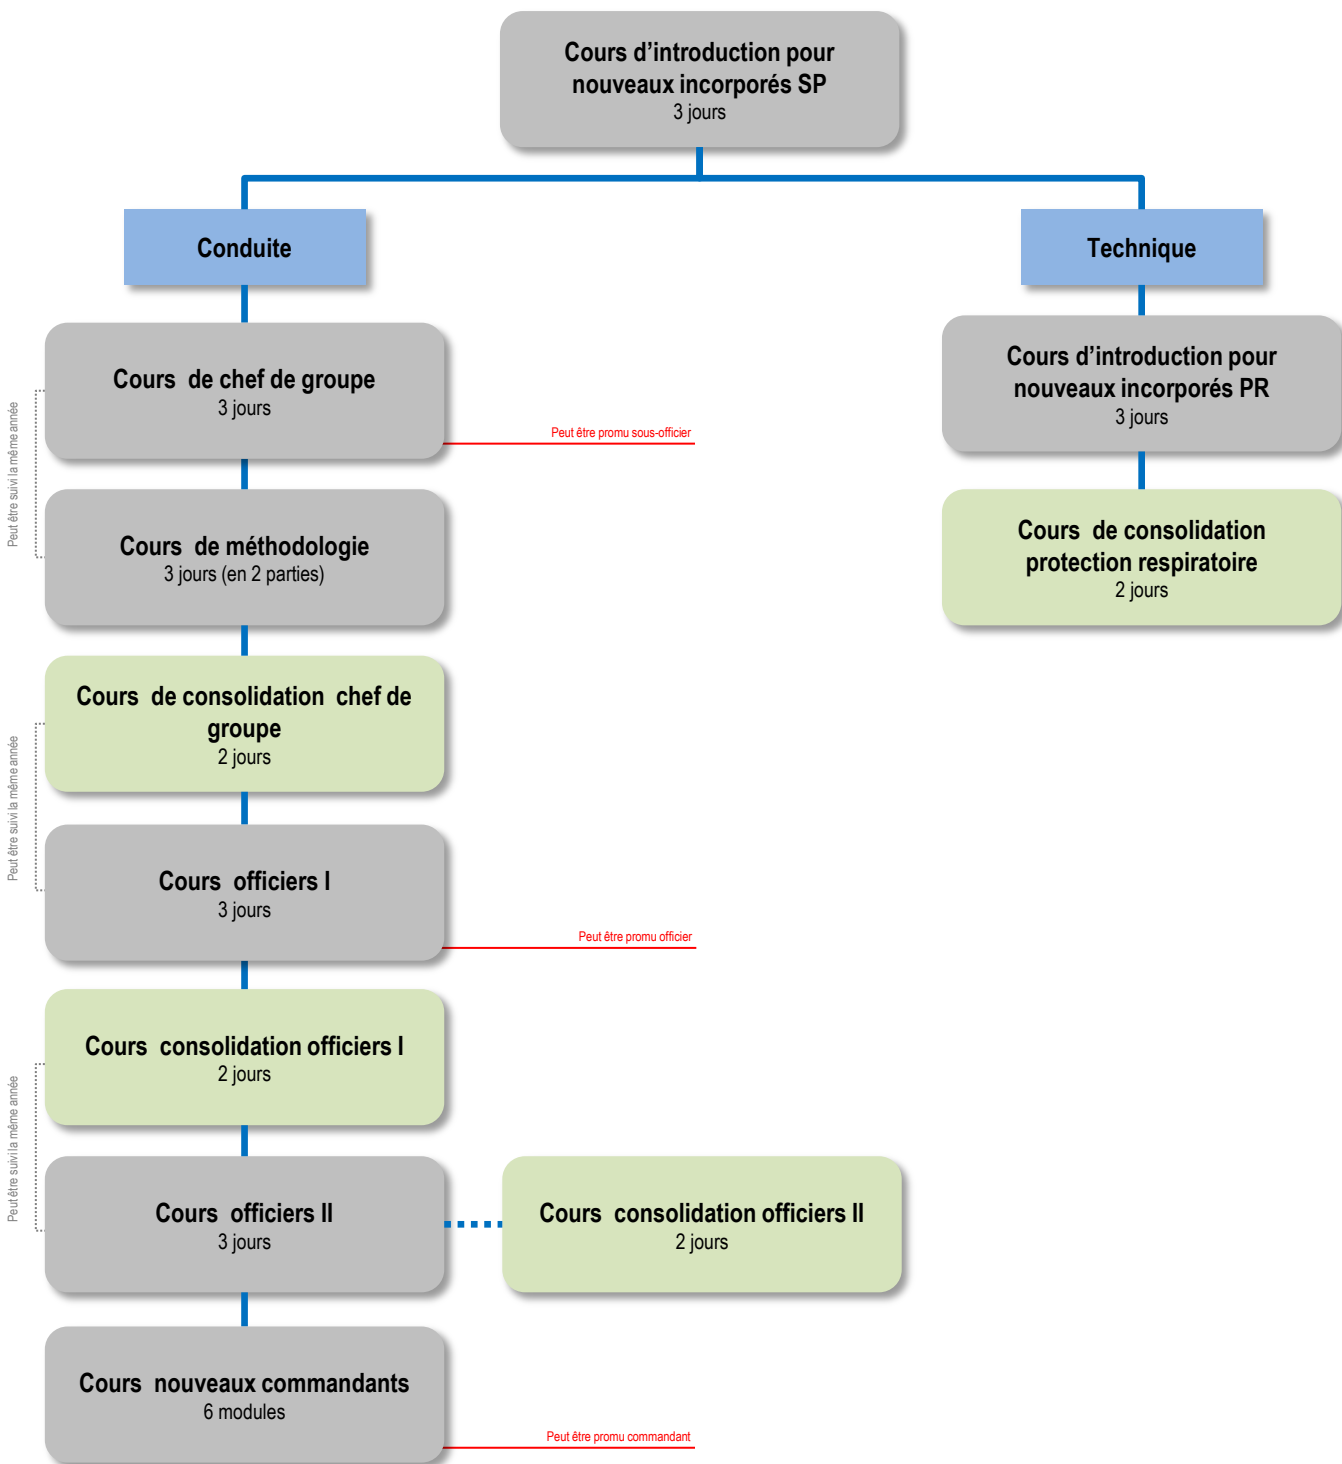 Cours d'introduction pour
nouveaux incorporés SP
3 jours
Conduite
Technique
Cours de chef de groupe
3 jours
Peut être promu sous-officier
Peut être suivi la même année
Cours de méthodologie
3 jours (en 2 parties)
Cours d'introduction pour
nouveaux incorporés PR
3 jours
Cours de consolidation
protection respiratoire
2 jours
Cours de consolidation chef de
groupe
2 jours
Peut être suivi la même année
Cours officiers I
3 jours
Peut être promu officier
Cours consolidation officiers I
2 jours
Peut être suivi la même année
Cours officiers II
3 jours
Cours consolidation officiers II
2 jours
Cours nouveaux commandants
6 modules
Peut être promu commandant